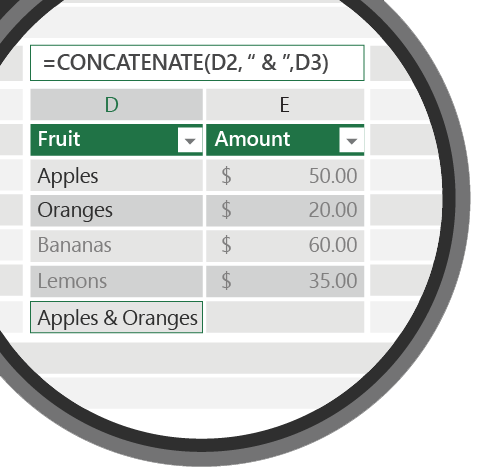 =CONCATENATE(D2, “ & ”,D3)
D E
Fruit Amount
Apples $ 50.00
Oranges $ 20.00
Bananas $ 60.00
Lemons $ 35.00
Apples & Oranges